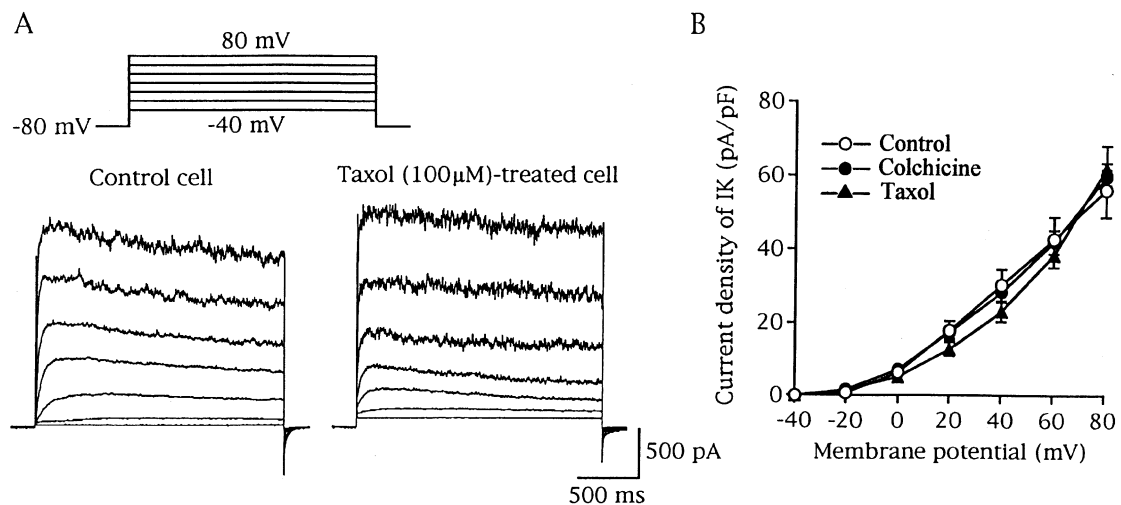 A
80 mV
-80 mV
-40 mV
Control cell
Taxol (100μM)-treated cell
500 pA
500 ms
B
Current density of IK (pA/pF)
80
60
40
20
0
Control
Colchicine
Taxol
-40 -20 0 20 40 60 80
Membrane potential (mV)